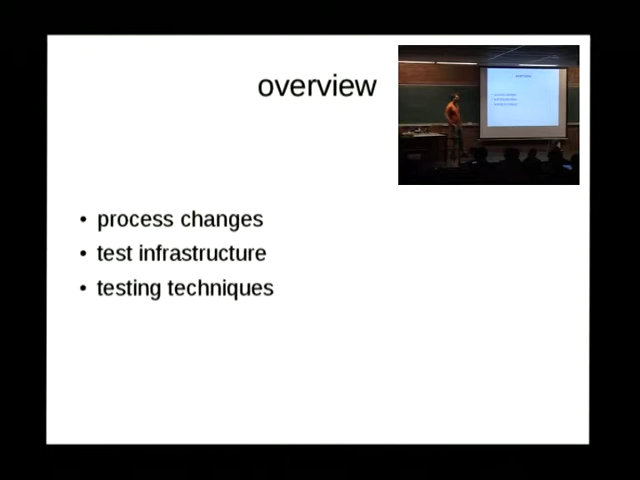 overview
• process changes
• test infrastructure
• testing techniques